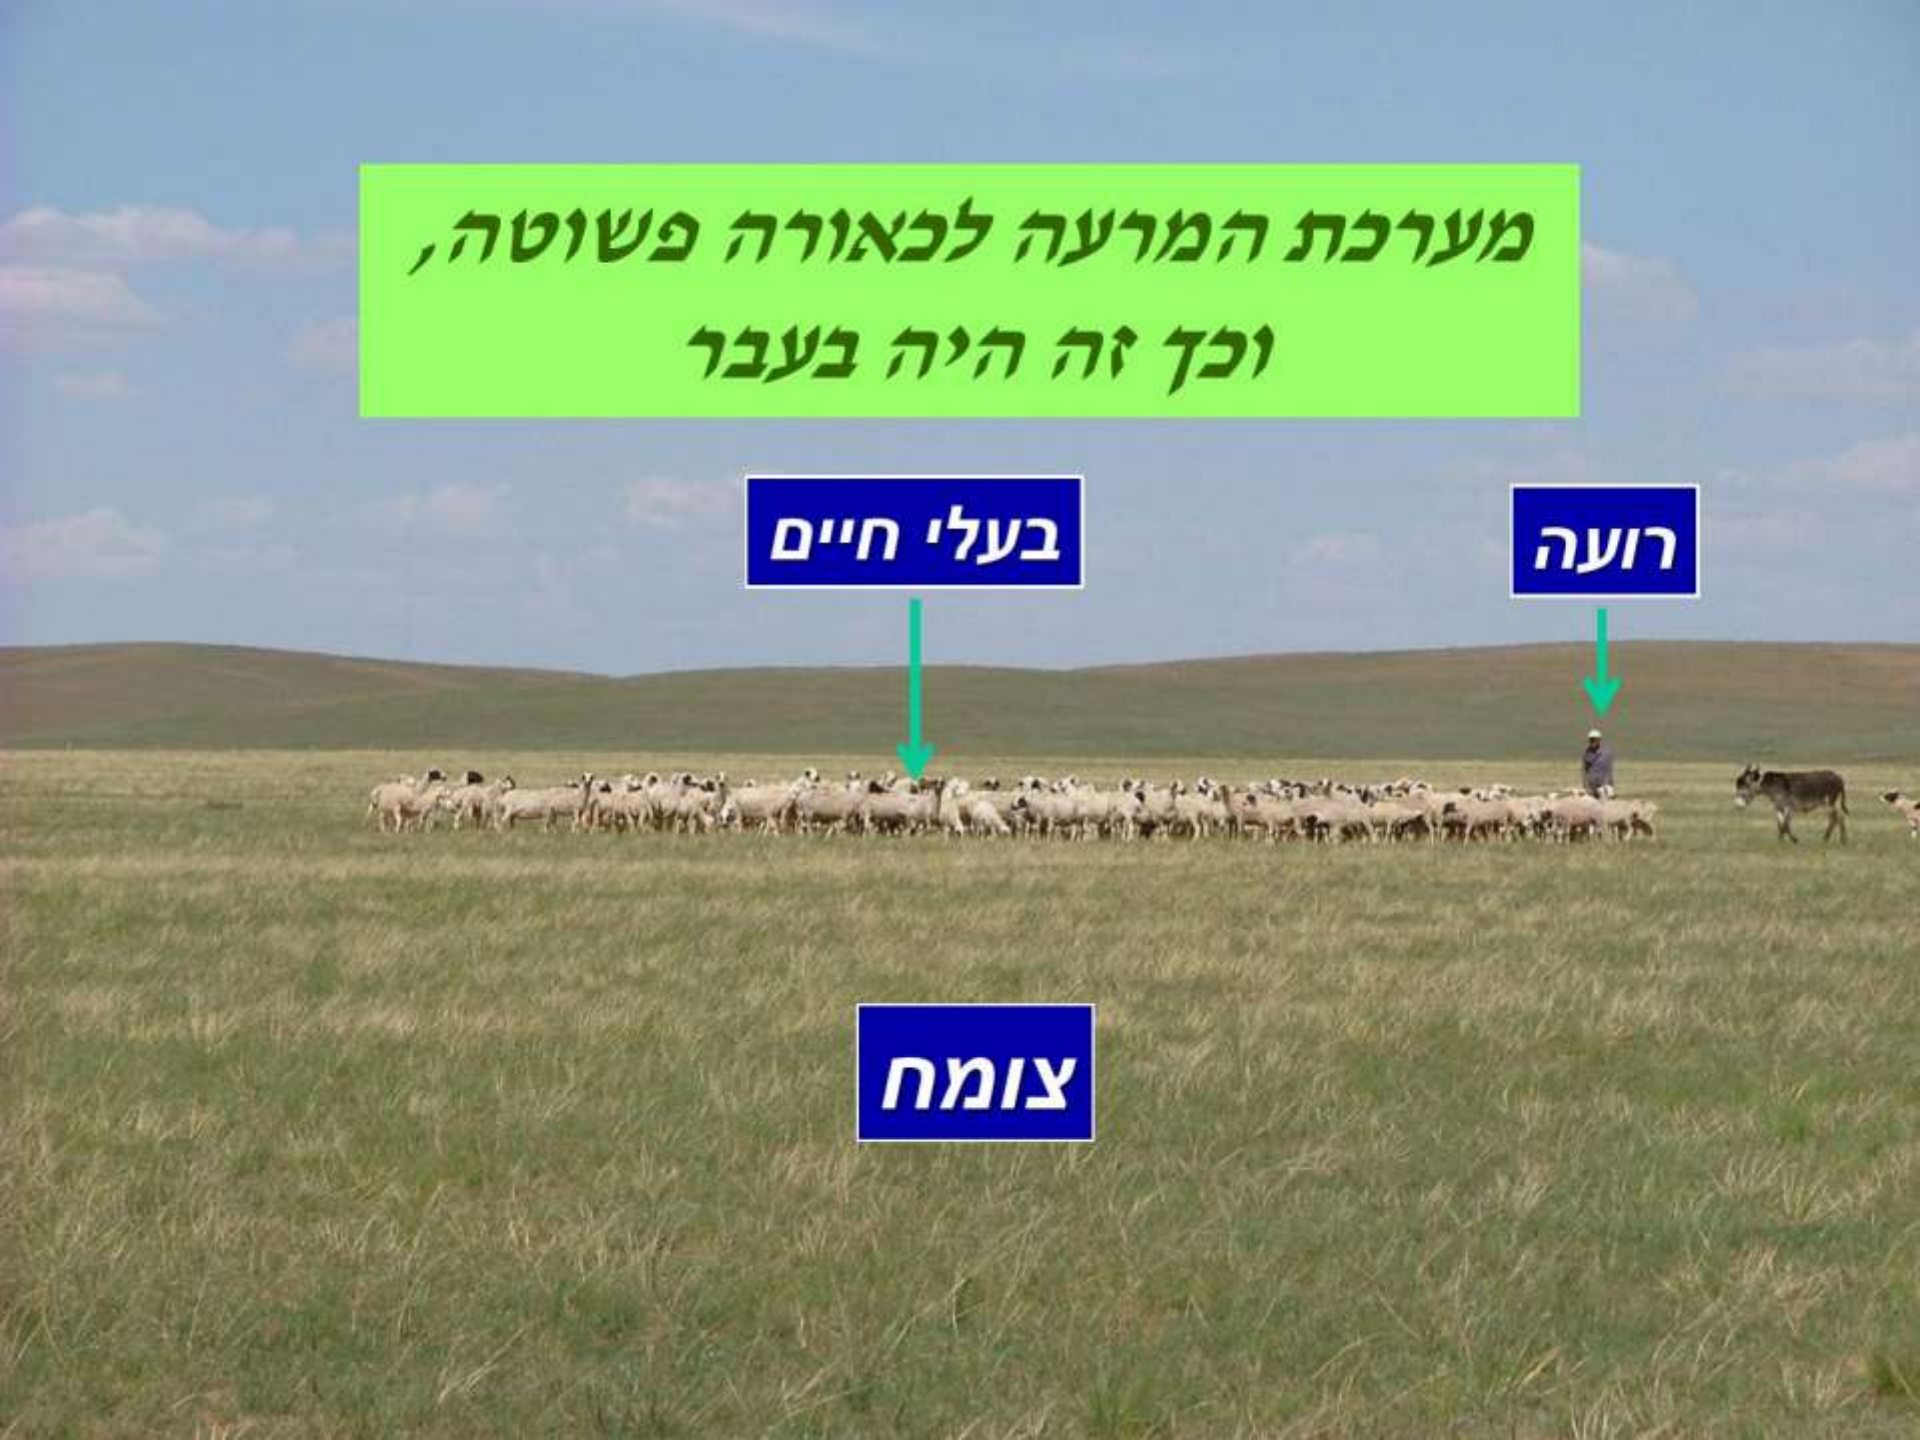 מערכת המרעה לכאורה פשוטה,
וכך זה היה בעבר
רועה
בעלי חיים
צומח